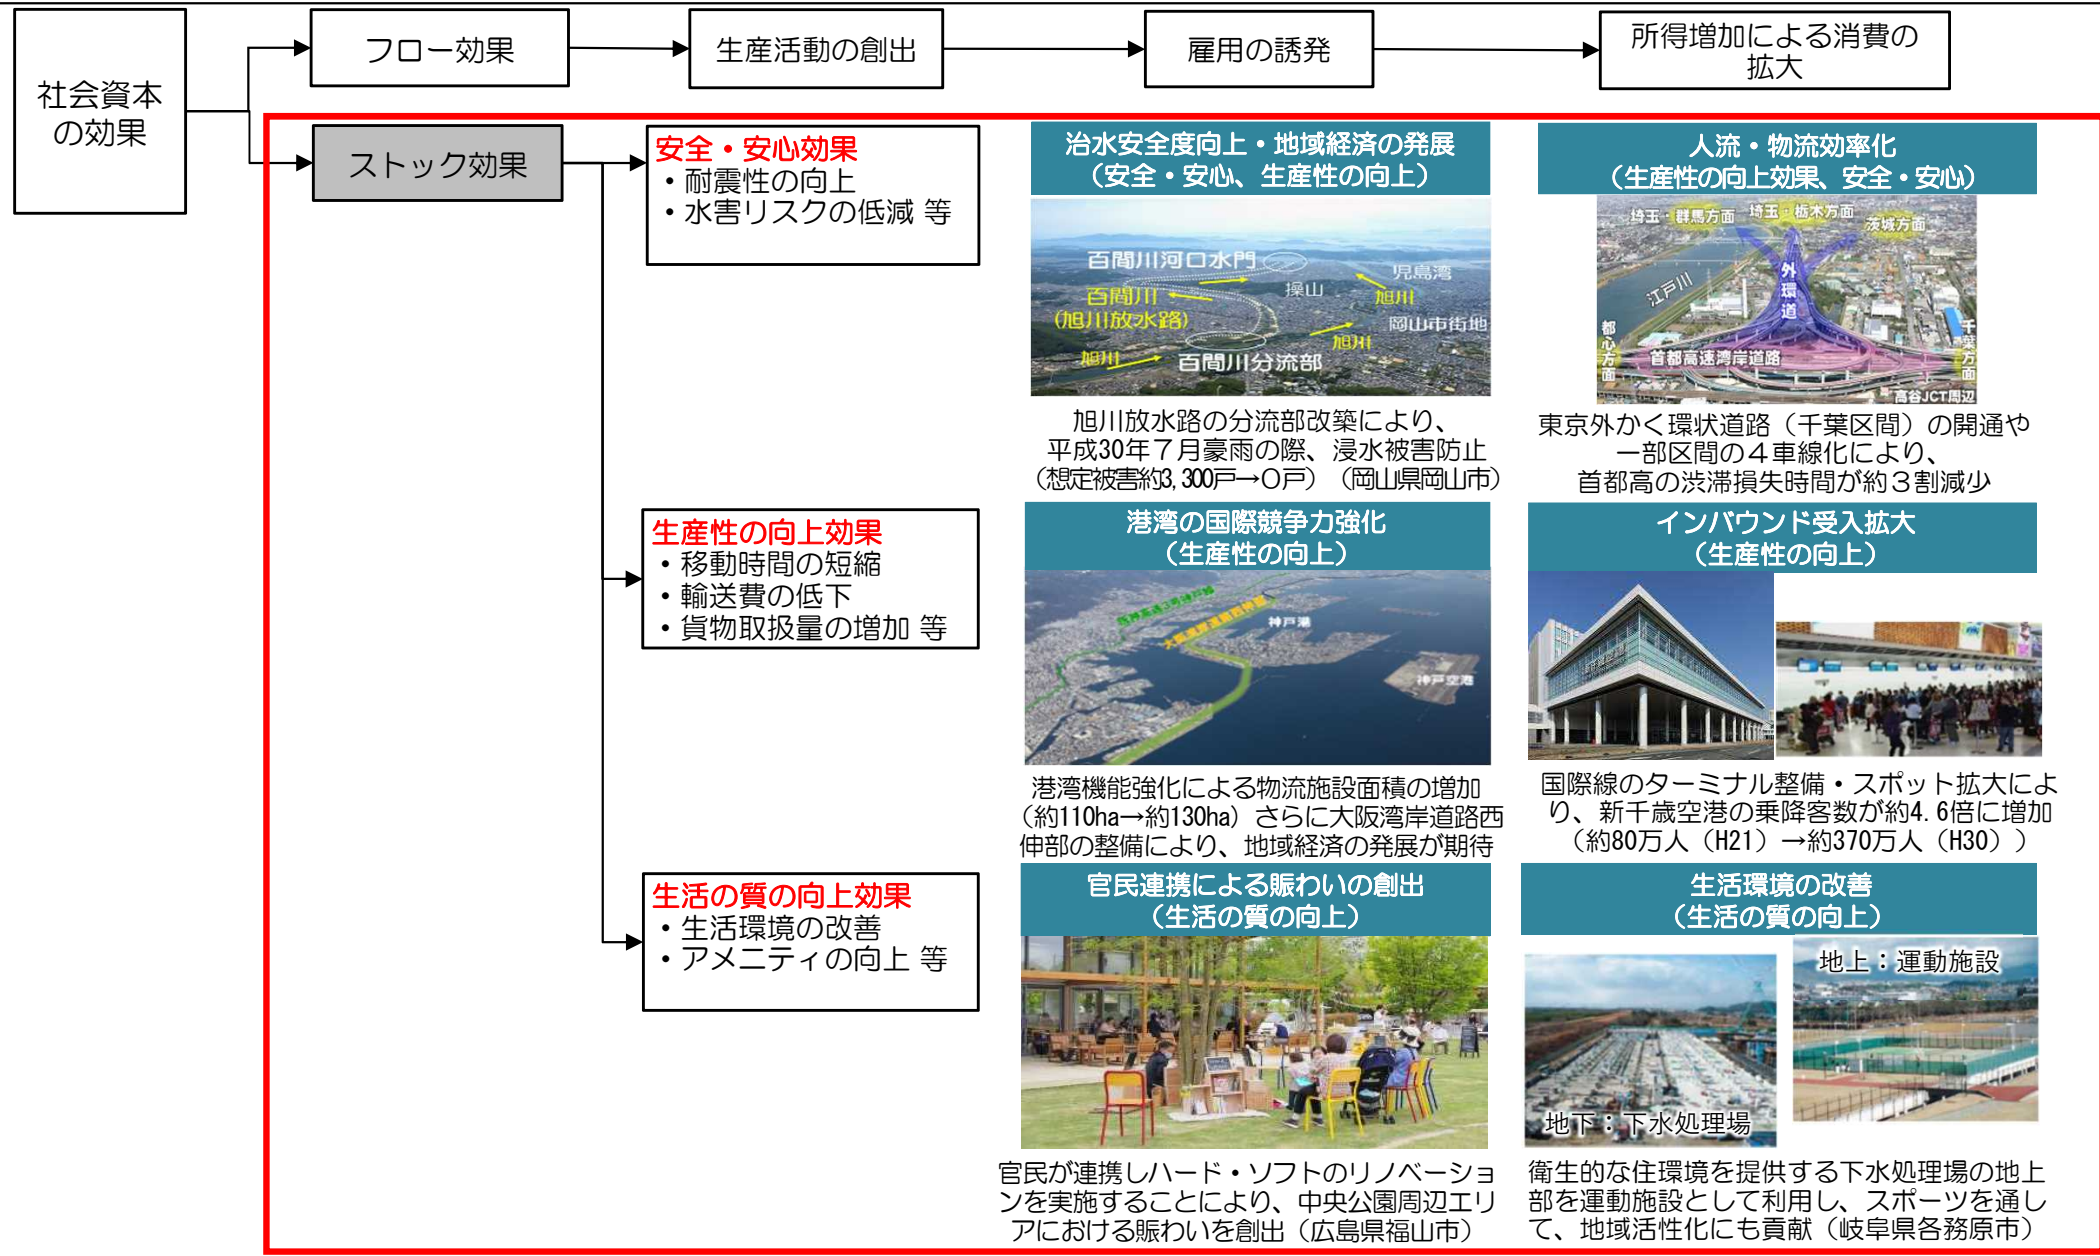 社会資本
の効果
フロー効果
生産活動の創出
雇用の誘発
所得増加による消費の
拡大
ストック効果
安全・安心効果
・耐震性の向上
・水害リスクの低減 等
治水安全度向上・地域経済の発展
（安全・安心、生産性の向上）
百間川河口水門
児島湾
操山
百間川
(旭川放水路)
旭川
岡山市街地
旭川
旭川
百間川分流部
旭川放水路の分流部改築により、
平成30年７月豪雨の際、浸水被害防止
（想定被害約3,300戸→０戸）（岡山県岡山市）
人流・物流効率化
（生産性の向上効果、安全・安心）
埼玉・群馬方面
埼玉・栃木方面
茨城方面
江戸川
外環道
都心方面
首都高速湾岸道路
千葉方面
高谷JCT周辺
東京外かく環状道路（千葉区間）の開通や
一部区間の４車線化により、
首都高の渋滞損失時間が約３割減少
生産性の向上効果
・移動時間の短縮
・輸送費の低下
・貨物取扱量の増加 等
港湾の国際競争力強化
（生産性の向上）
阪神高速3号神戸線
大阪湾岸道路西伸部
神戸港
神戸空港
港湾機能強化による物流施設面積の増加
（約110ha→約130ha）さらに大阪湾岸道路西
伸部の整備により、地域経済の発展が期待
インバウンド受入拡大
（生産性の向上）
国際線のターミナル整備・スポット拡大によ
り、新千歳空港の乗降客数が約4.6倍に増加
（約80万人（H21）→約370万人（H30））
生活の質の向上効果
・生活環境の改善
・アメニティの向上 等
官民連携による賑わいの創出
（生活の質の向上）
官民が連携しハード・ソフトのリノベーショ
ンを実施することにより、中央公園周辺エリ
アにおける賑わいを創出（広島県福山市）
生活環境の改善
（生活の質の向上）
地上：運動施設
地下：下水処理場
衛生的な住環境を提供する下水処理場の地上
部を運動施設として利用し、スポーツを通し
て、地域活性化にも貢献（岐阜県各務原市）